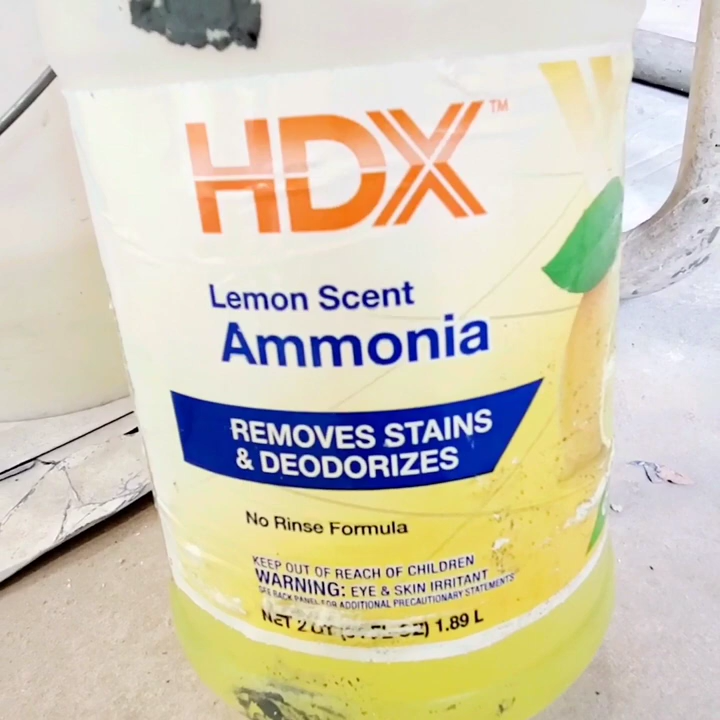 HDX™
Lemon Scent
Ammonia
REMOVES STAINS
& DEODORIZES
No Rinse Formula
KEEP OUT OF REACH OF CHILDREN
WARNING: EYE & SKIN IRRITANT
SEE BACK PANEL FOR ADDITIONAL PRECAUTIONARY STATEMENTS
NET 2 QT 1.89 L